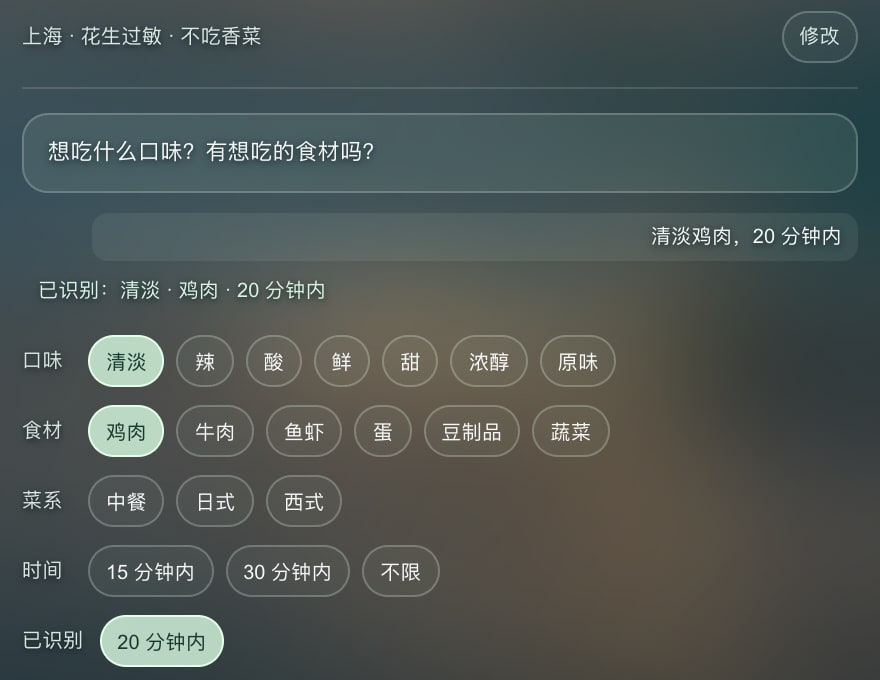 上海 · 花生过敏 · 不吃香菜 修改
想吃什么口味？有想吃的食材吗？
清淡鸡肉，20 分钟内
已识别：清淡 · 鸡肉 · 20 分钟内
口味 清淡 辣 酸 鲜 甜 浓醇 原味
食材 鸡肉 牛肉 鱼虾 蛋 豆制品 蔬菜
菜系 中餐 日式 西式
时间 15 分钟内 30 分钟内 不限
已识别 20 分钟内